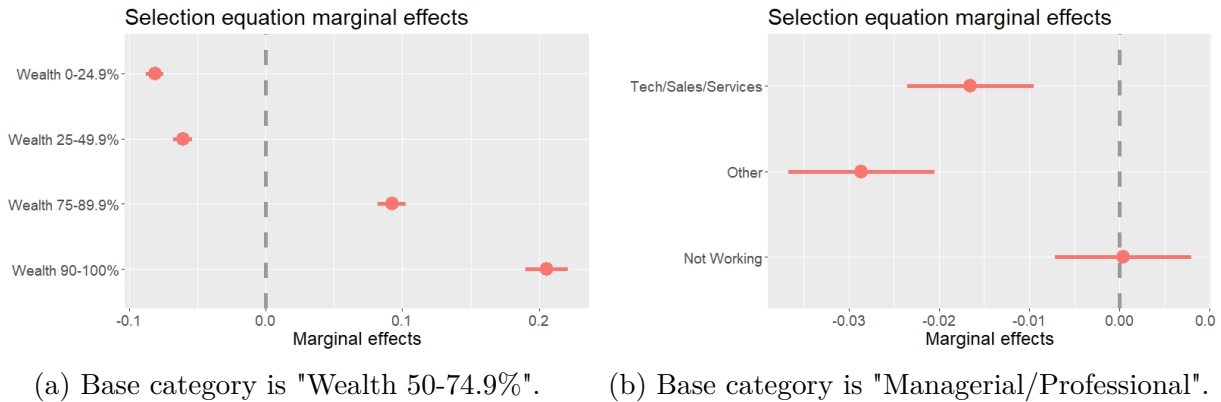 Selection equation marginal effects
Wealth 0-24.9%
Wealth 25-49.9%
Wealth 75-89.9%
Wealth 90-100%
-0.1 0.0 0.1 0.2
Marginal effects
(a) Base category is "Wealth 50-74.9%".
Selection equation marginal effects
Tech/Sales/Services
Other
Not Working
-0.03 -0.02 -0.01 0.00 0.0
Marginal effects
(b) Base category is "Managerial/Professional".